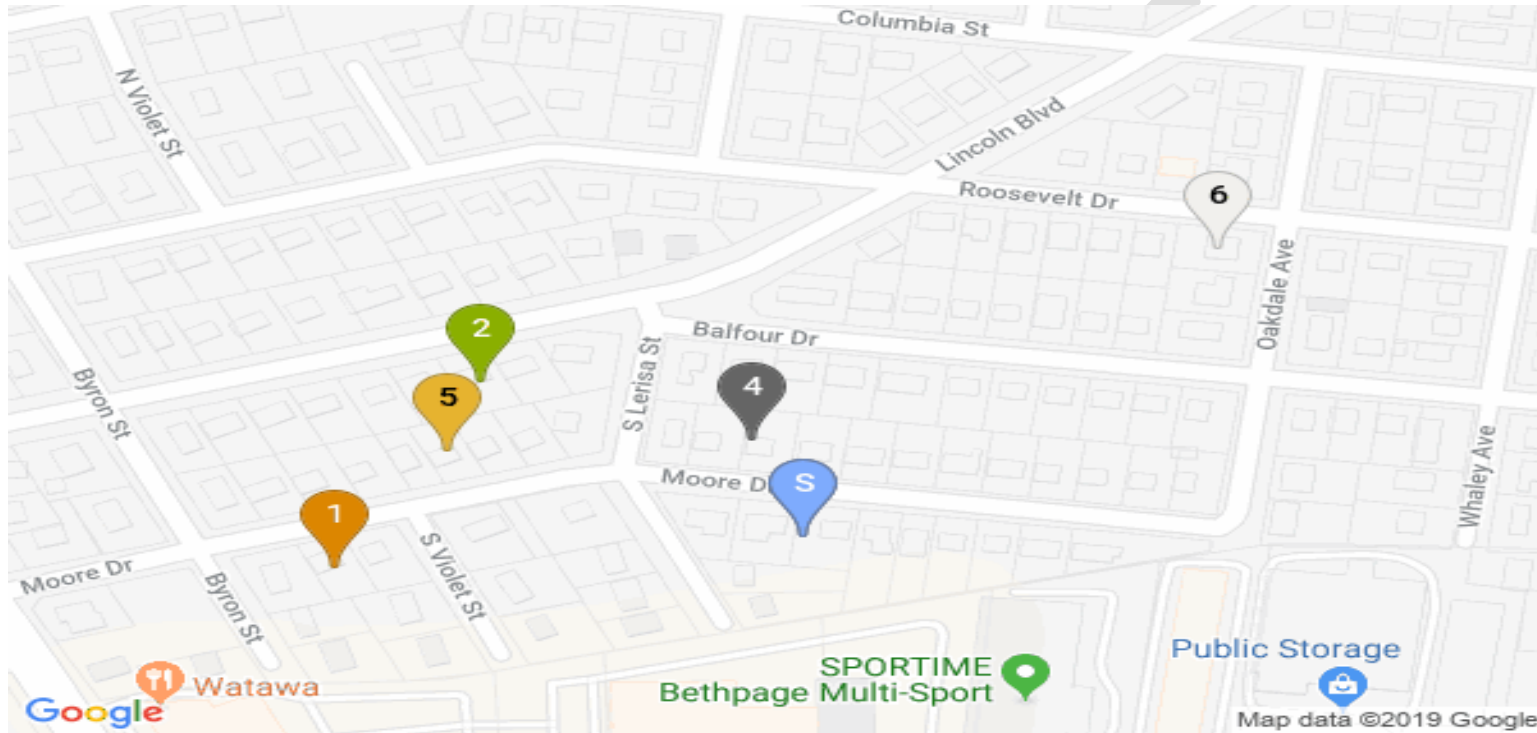 Columbia St
N Violet St
Lincoln Blvd
Roosevelt Dr
6
Oakdale Ave
2
Balfour Dr
S Lerisa St
Byron St
5
4
Whaley Ave
Moore D
S
1
S Violet St
Moore Dr
Byron St
Public Storage
SPORTIME
Bethpage Multi-Sport
Watawa
Google
Map data ©2019 Google